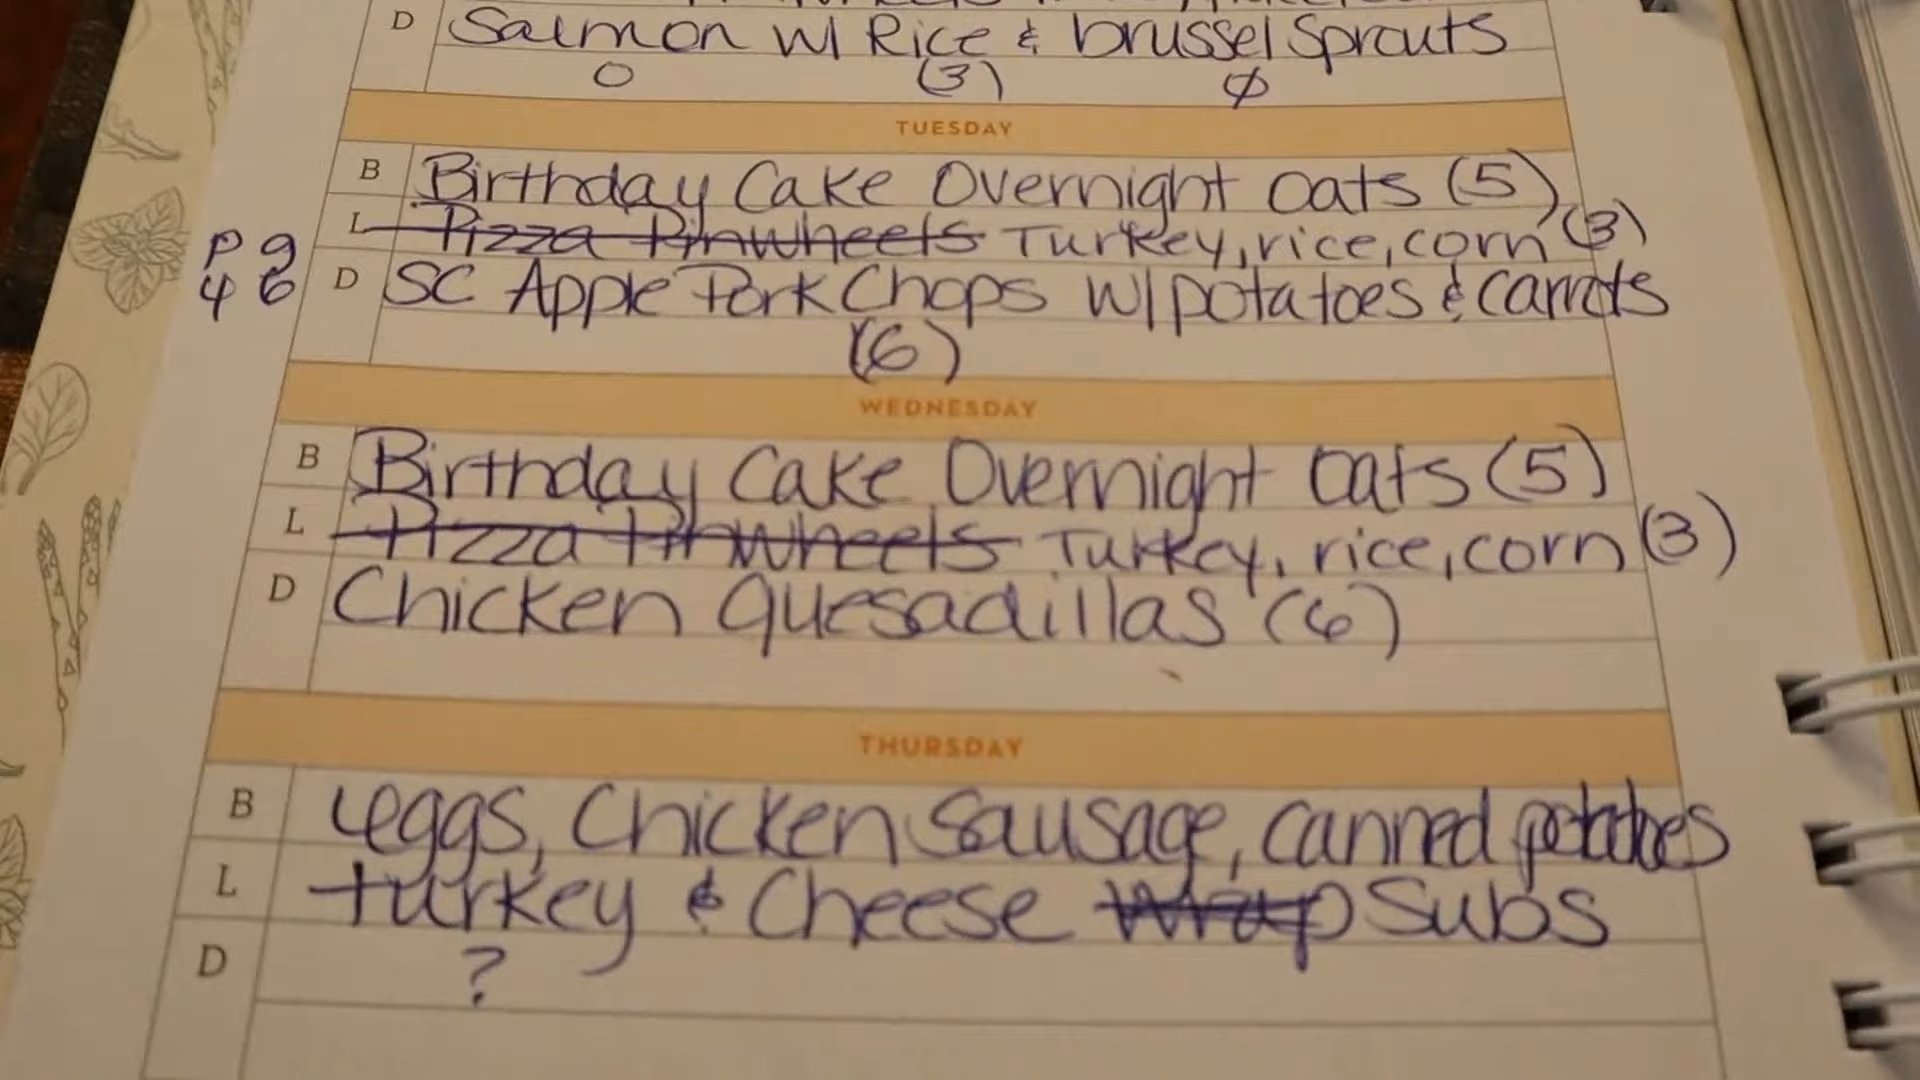 D Salmon w/ Rice & brussel sprouts
0 (3) Ø
TUESDAY
B Birthday Cake Overnight Oats (5)
L Pizza Pinwheels Turkey, rice, corn (3)
pg
46
D SC Apple Pork Chops w/ potatoes & carrots
(6)
WEDNESDAY
B Birthday Cake Overnight Oats (5)
L Pizza Pinwheels Turkey, rice, corn (3)
D Chicken Quesadillas (6)
THURSDAY
B eggs, Chicken Sausage, canned potatoes
L turkey & Cheese Wrap Subs
D ?